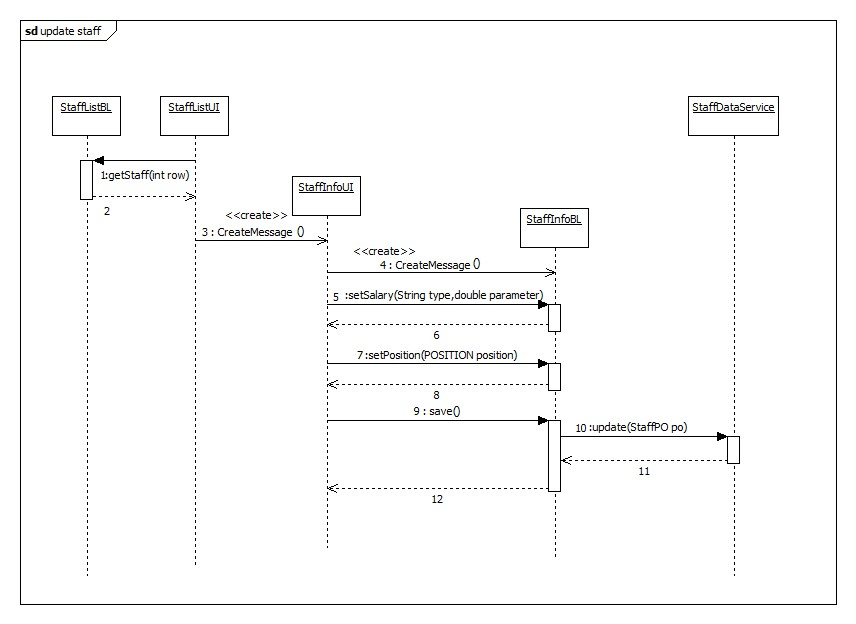 sd update staff
StaffListBL
StaffListUI
StaffDataService
1:getStaff(int row)
StaffInfoUI
2
<<create>>
StaffInfoBL
3 : CreateMessage ()
<<create>>
4 : CreateMessage ()
5 :setSalary(String type,double parameter)
6
7 :setPosition(POSITION position)
8
9 : save()
10 :update(StaffPO po)
11
12